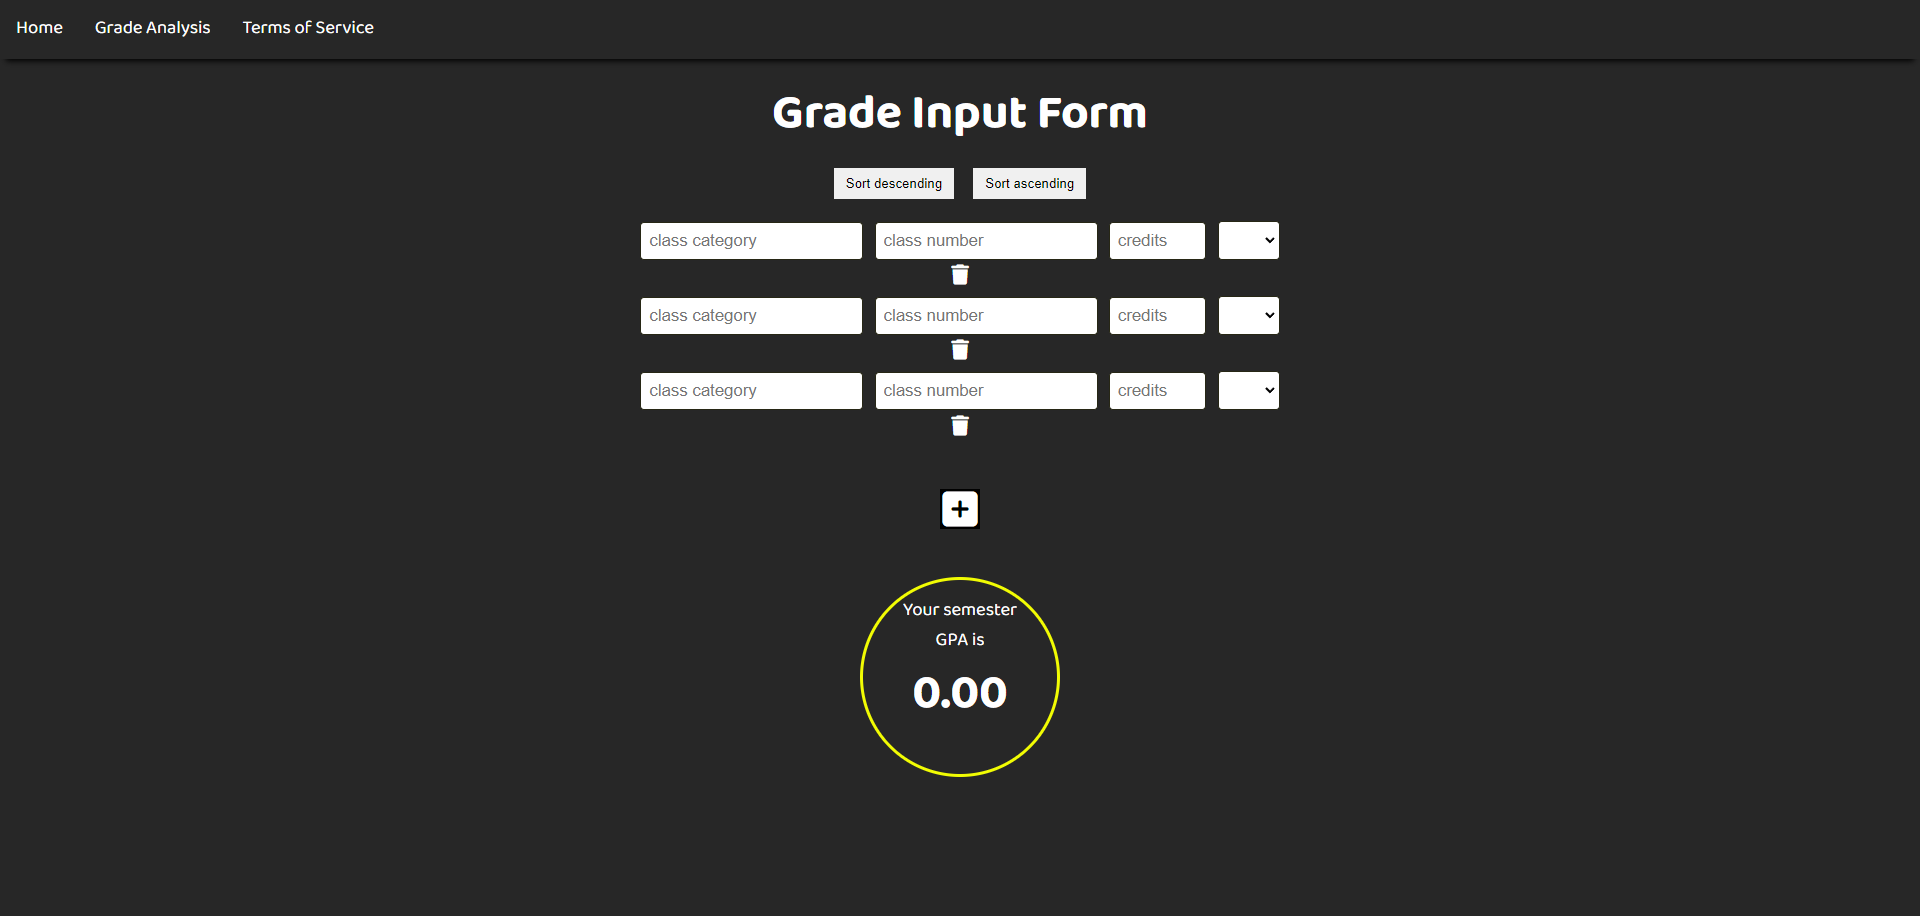 Home Grade Analysis Terms of Service
Grade Input Form
Sort descending Sort ascending
class category class number credits
class category class number credits
class category class number credits
Your semester
GPA is
0.00